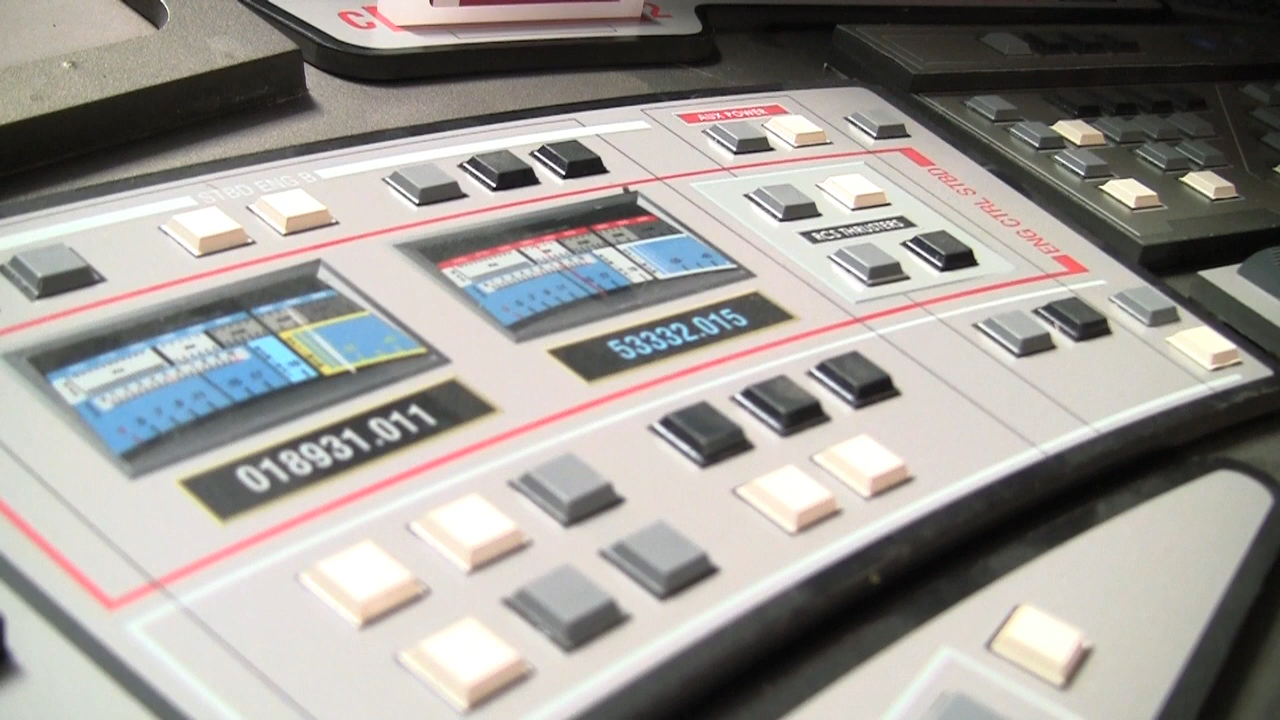 AUX POWER
STBD ENG B
ENG CTRL STBD
RCS THRUSTERS
53332.015
018931.011